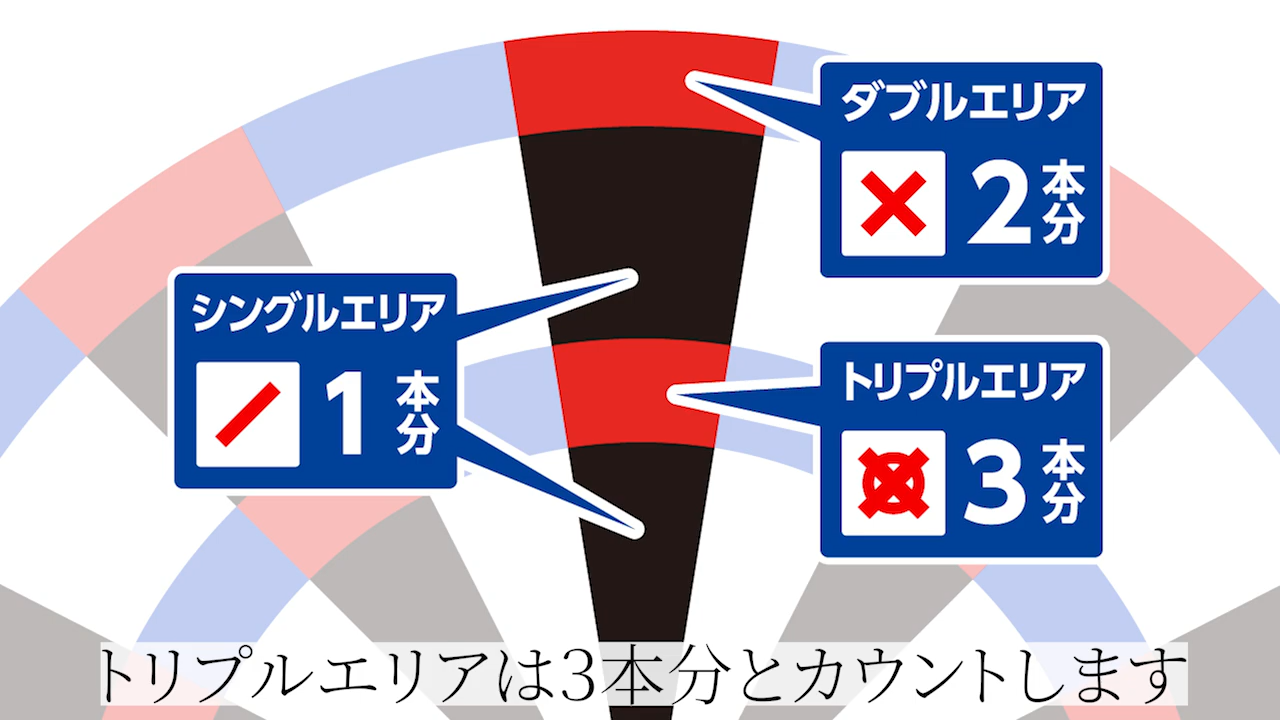 ダブルエリア
2本分
シングルエリア
1本分
トリプルエリア
3本分
トリプルエリアは3本分とカウントします